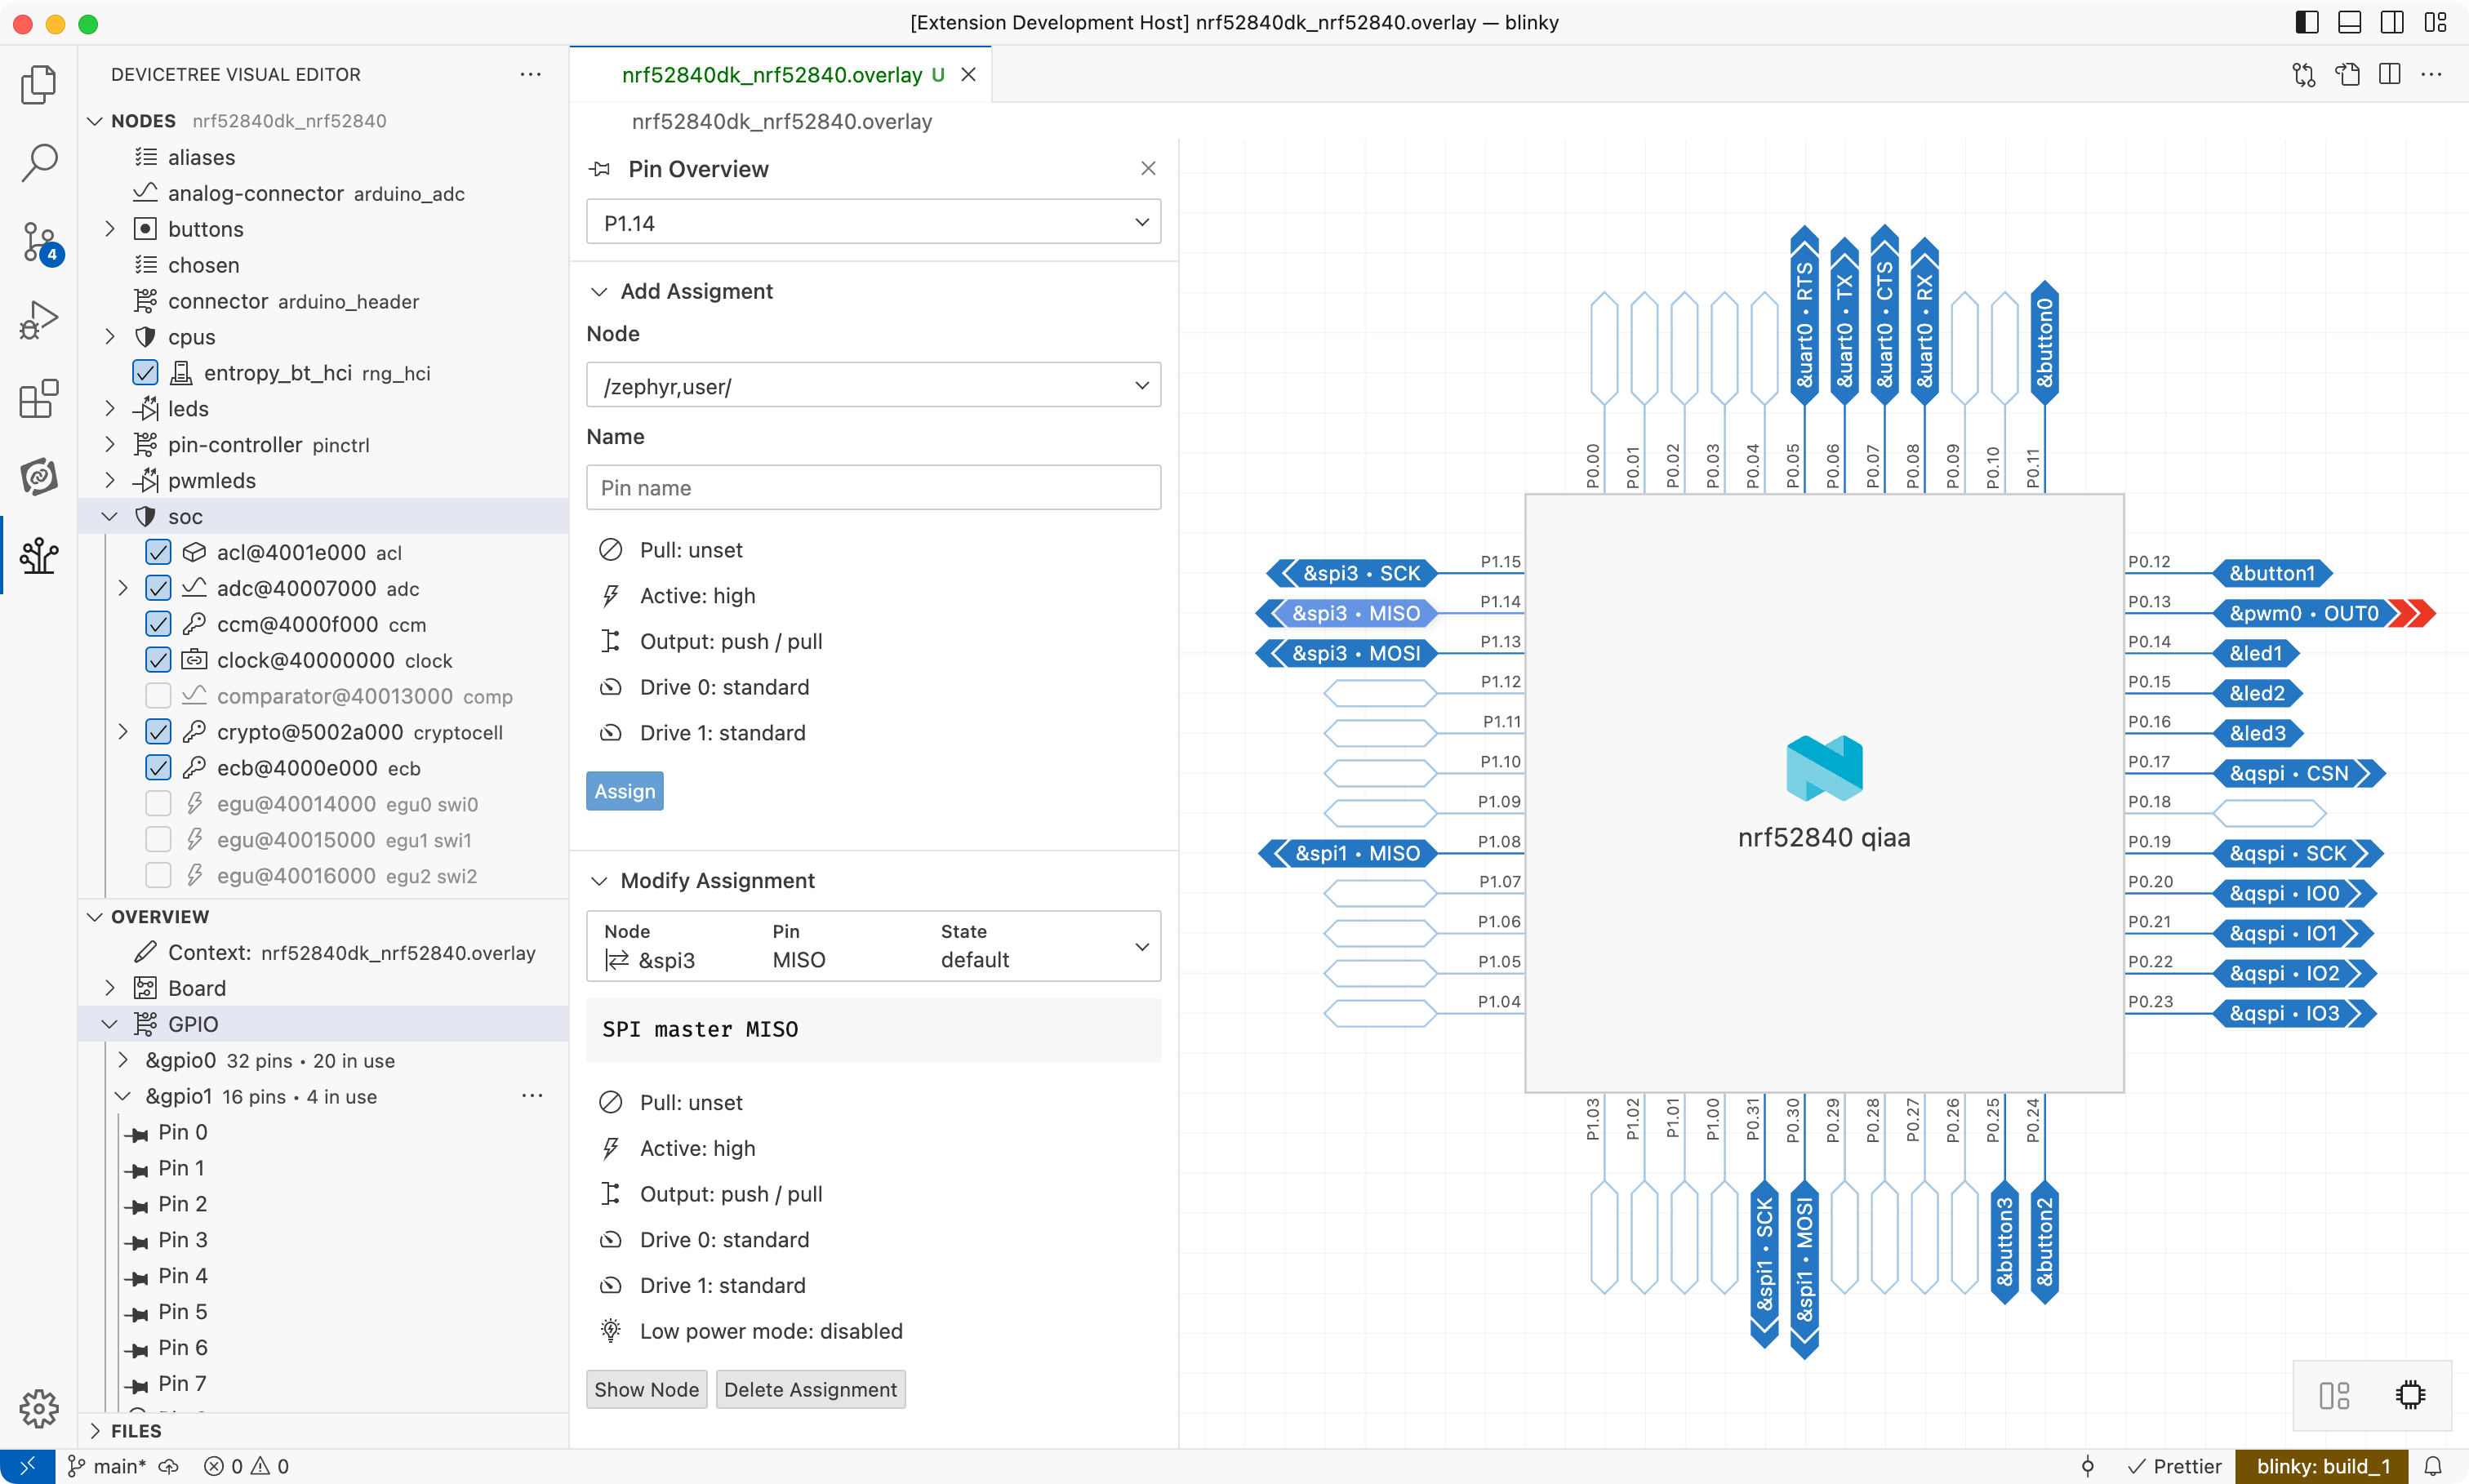 [Extension Development Host] nrf52840dk_nrf52840.overlay — blinky
DEVICETREE VISUAL EDITOR
NODES nrf52840dk_nrf52840
aliases
analog-connector arduino_adc
buttons
chosen
connector arduino_header
cpus
entropy_bt_hci rng_hci
leds
pin-controller pinctrl
pwmleds
soc
acl@4001e000 acl
adc@40007000 adc
ccm@4000f000 ccm
clock@40000000 clock
comparator@40013000 comp
crypto@5002a000 cryptocell
ecb@4000e000 ecb
egu@40014000 egu0 swi0
egu@40015000 egu1 swi1
egu@40016000 egu2 swi2
OVERVIEW
Context: nrf52840dk_nrf52840.overlay
Board
GPIO
&gpio0 32 pins • 20 in use
&gpio1 16 pins • 4 in use
Pin 0
Pin 1
Pin 2
Pin 3
Pin 4
Pin 5
Pin 6
Pin 7
FILES
4
nrf52840dk_nrf52840.overlay U
nrf52840dk_nrf52840.overlay
Pin Overview
P1.14
Add Assigment
Node
/zephyr,user/
Name
Pin name
Pull: unset
Active: high
Output: push / pull
Drive 0: standard
Drive 1: standard
Assign
Modify Assignment
Node Pin State
&spi3 MISO default
SPI master MISO
Pull: unset
Active: high
Output: push / pull
Drive 0: standard
Drive 1: standard
Low power mode: disabled
Show Node Delete Assignment
P0.00
P0.01
P0.02
P0.03
P0.04
P0.05 &uart0 • RTS
P0.06 &uart0 • TX
P0.07 &uart0 • CTS
P0.08 &uart0 • RX
P0.09
P0.10
P0.11 &button0
&spi3 • SCK P1.15
&spi3 • MISO P1.14
&spi3 • MOSI P1.13
P1.12
P1.11
P1.10
P1.09
&spi1 • MISO P1.08
P1.07
P1.06
P1.05
P1.04
nrf52840 qiaa
P0.12 &button1
P0.13 &pwm0 • OUT0
P0.14 &led1
P0.15 &led2
P0.16 &led3
P0.17 &qspi • CSN
P0.18
P0.19 &qspi • SCK
P0.20 &qspi • IO0
P0.21 &qspi • IO1
P0.22 &qspi • IO2
P0.23 &qspi • IO3
P1.03
P1.02
P1.01
P1.00
P0.31 &spi1 • SCK
P0.30 &spi1 • MOSI
P0.29
P0.28
P0.27
P0.26
P0.25 &button3
P0.24 &button2
main* 0 0
Prettier
blinky: build_1